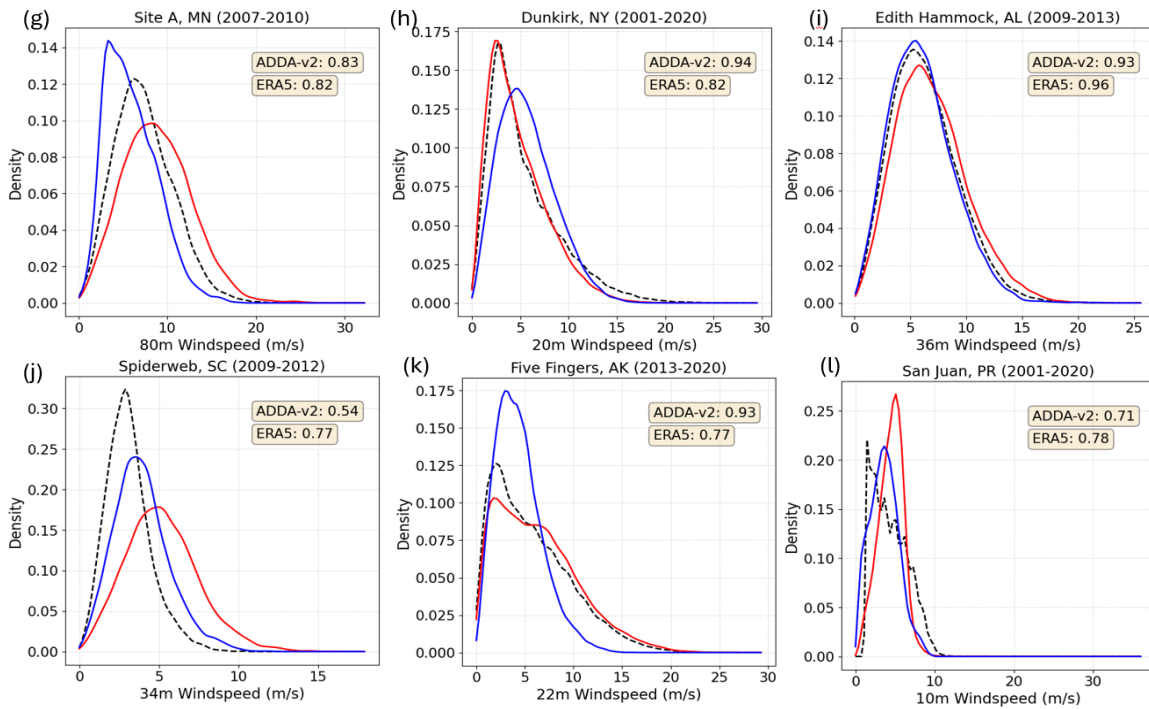 (g)
Site A, MN (2007-2010)
0.14
0.12
0.10
0.08
0.06
0.04
0.02
0.00
Density
ADDA-v2: 0.83
ERA5: 0.82
0 10 20 30
80m Windspeed (m/s)
(h)
Dunkirk, NY (2001-2020)
0.175
0.150
0.125
0.100
0.075
0.050
0.025
0.000
Density
ADDA-v2: 0.94
ERA5: 0.82
0 5 10 15 20 25 30
20m Windspeed (m/s)
(i)
Edith Hammock, AL (2009-2013)
0.14
0.12
0.10
0.08
0.06
0.04
0.02
0.00
Density
ADDA-v2: 0.93
ERA5: 0.96
0 5 10 15 20 25
36m Windspeed (m/s)
(j)
Spiderweb, SC (2009-2012)
0.30
0.25
0.20
0.15
0.10
0.05
0.00
Density
ADDA-v2: 0.54
ERA5: 0.77
0 5 10 15
34m Windspeed (m/s)
(k)
Five Fingers, AK (2013-2020)
0.175
0.150
0.125
0.100
0.075
0.050
0.025
0.000
Density
ADDA-v2: 0.93
ERA5: 0.77
0 5 10 15 20 25 30
22m Windspeed (m/s)
(l)
San Juan, PR (2001-2020)
0.25
0.20
0.15
0.10
0.05
0.00
Density
ADDA-v2: 0.71
ERA5: 0.78
0 10 20 30
10m Windspeed (m/s)